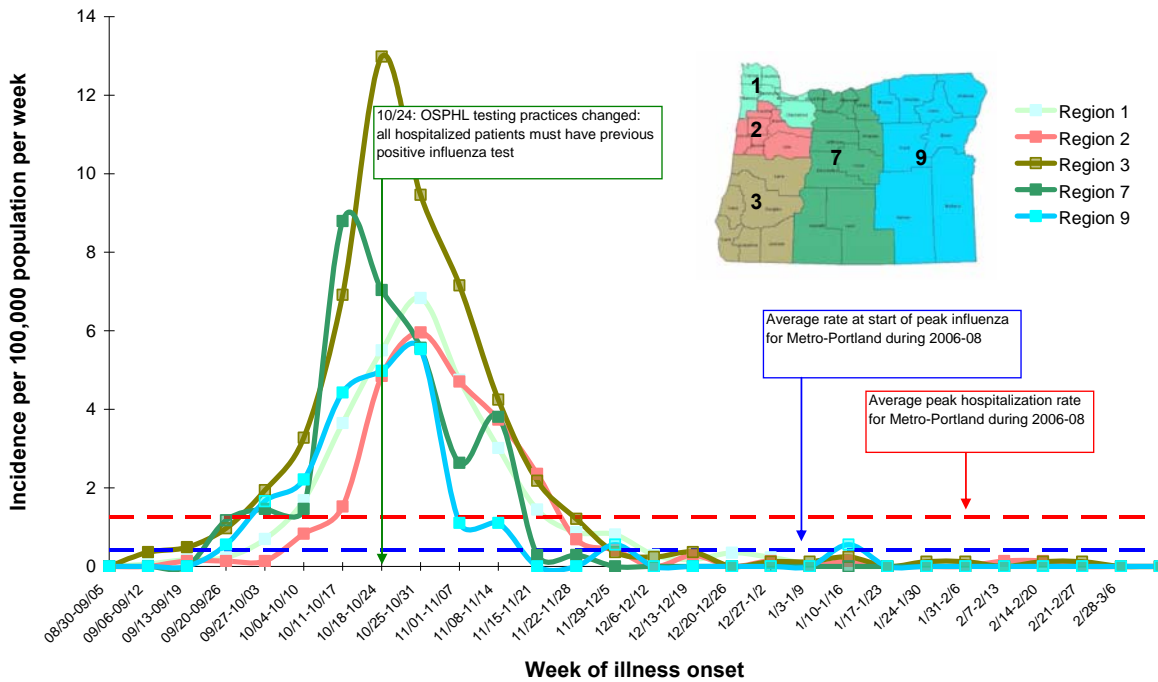 Incidence per 100,000 population per week
14
12
10
8
6
4
2
0
10/24: OSPHL testing practices changed:
all hospitalized patients must have previous
positive influenza test
1
2
3
7
9
Region 1
Region 2
Region 3
Region 7
Region 9
Average rate at start of peak influenza
for Metro-Portland during 2006-08
Average peak hospitalization rate
for Metro-Portland during 2006-08
08/30-09/05
09/06-09/12
09/13-09/19
09/20-09/26
09/27-10/03
10/04-10/10
10/11-10/17
10/18-10/24
10/25-10/31
11/01-11/07
11/08-11/14
11/15-11/21
11/22-11/28
11/29-12/5
12/6-12/12
12/13-12/19
12/20-12/26
12/27-1/2
1/3-1/9
1/10-1/16
1/17-1/23
1/24-1/30
1/31-2/6
2/7-2/13
2/14-2/20
2/21-2/27
2/28-3/6
Week of illness onset